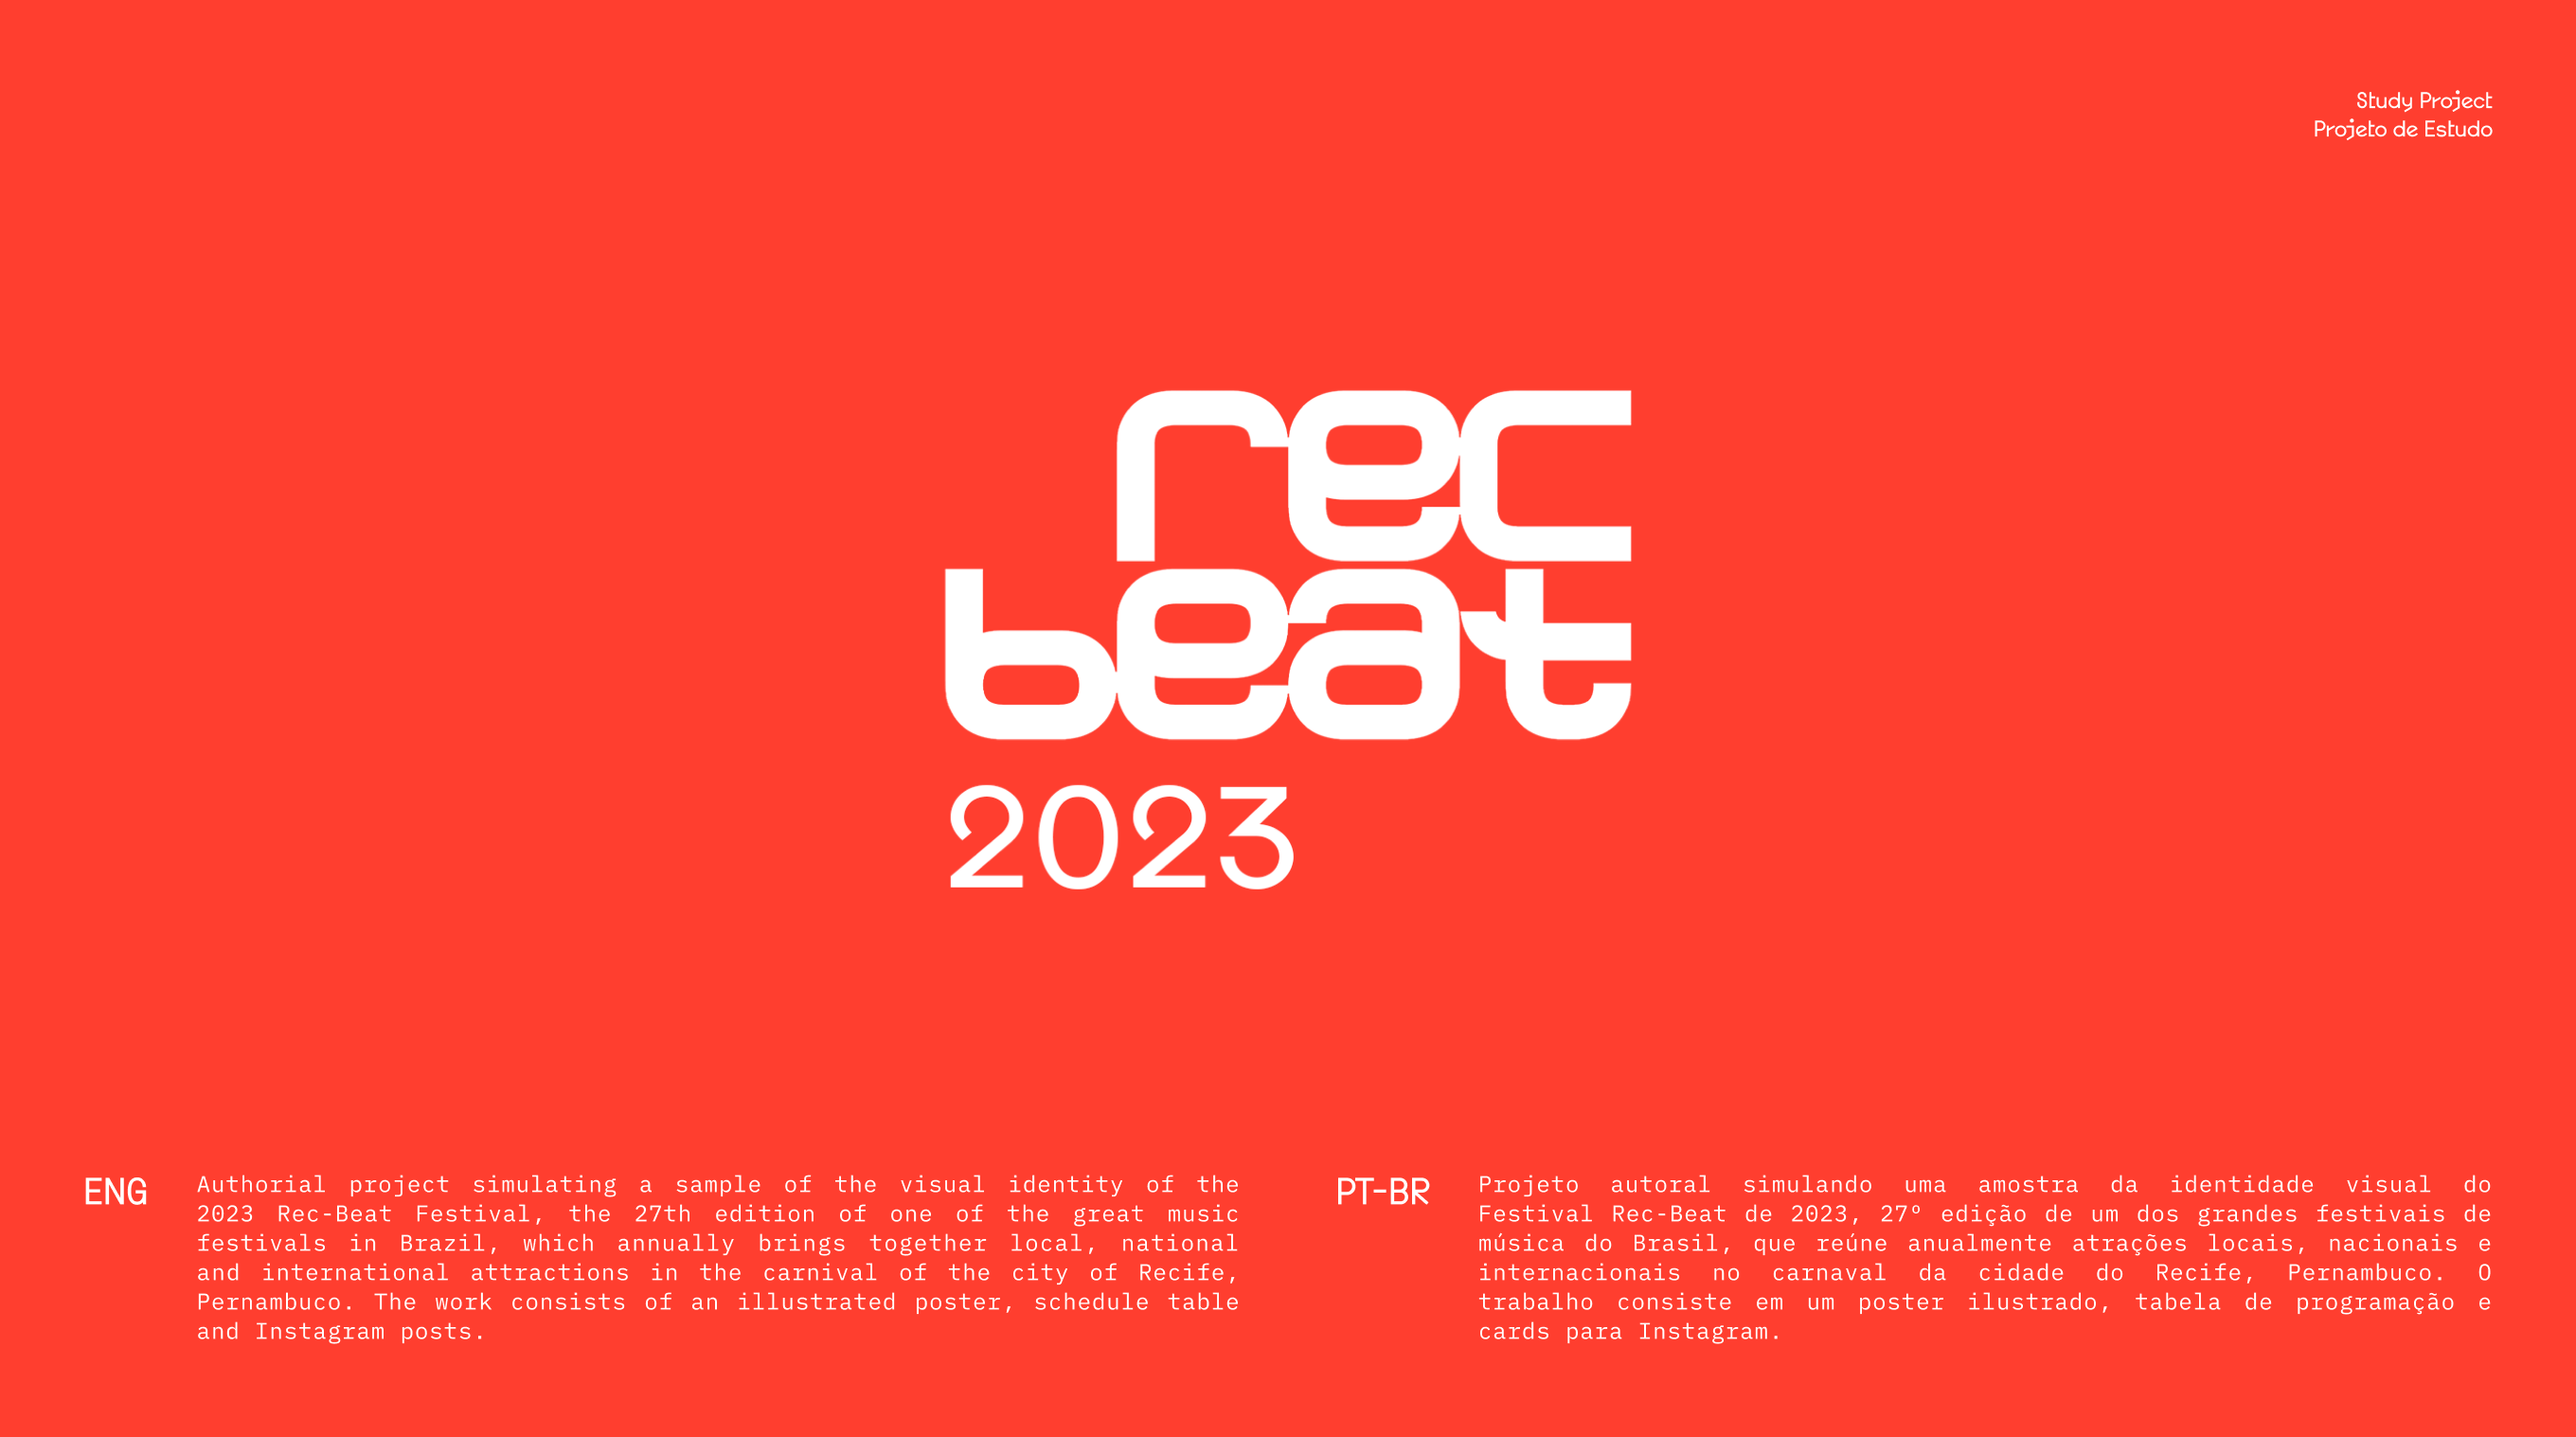 Study Project
Projeto de Estudo
rec
beat
2023
ENG
Authorial project simulating a sample of the visual identity of the
2023 Rec-Beat Festival, the 27th edition of one of the great music
festivals in Brazil, which annually brings together local, national
and international attractions in the carnival of the city of Recife,
Pernambuco. The work consists of an illustrated poster, schedule table
and Instagram posts.
PT-BR
Projeto autoral simulando uma amostra da identidade visual do
Festival Rec-Beat de 2023, 27º edição de um dos grandes festivais de
música do Brasil, que reúne anualmente atrações locais, nacionais e
internacionais no carnaval da cidade do Recife, Pernambuco. O
trabalho consiste em um poster ilustrado, tabela de programação e
cards para Instagram.